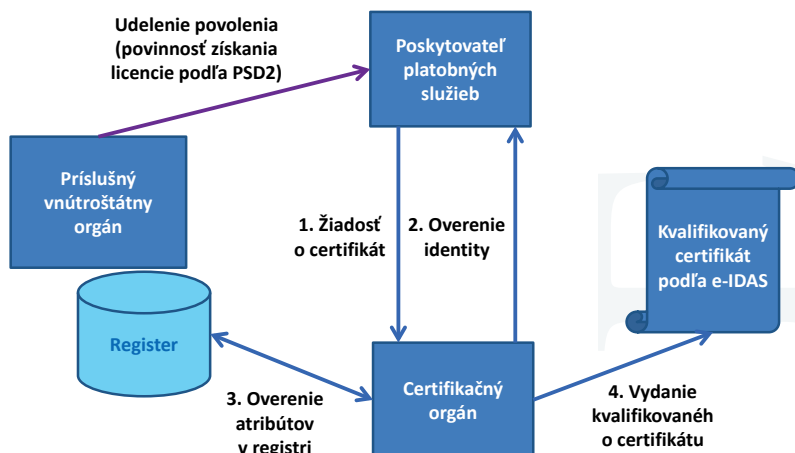 Udelenie povolenia
(povinnosť získania
licencie podľa PSD2)
Poskytovateľ
platobných
služieb
Príslušný
vnútroštátny
orgán
1. Žiadosť
o certifikát
2. Overenie
identity
Kvalifikovaný
certifikát
podľa e-IDAS
Register
3. Overenie
atribútov
v registri
Certifikačný
orgán
4. Vydanie
kvalifikovanéh
o certifikátu